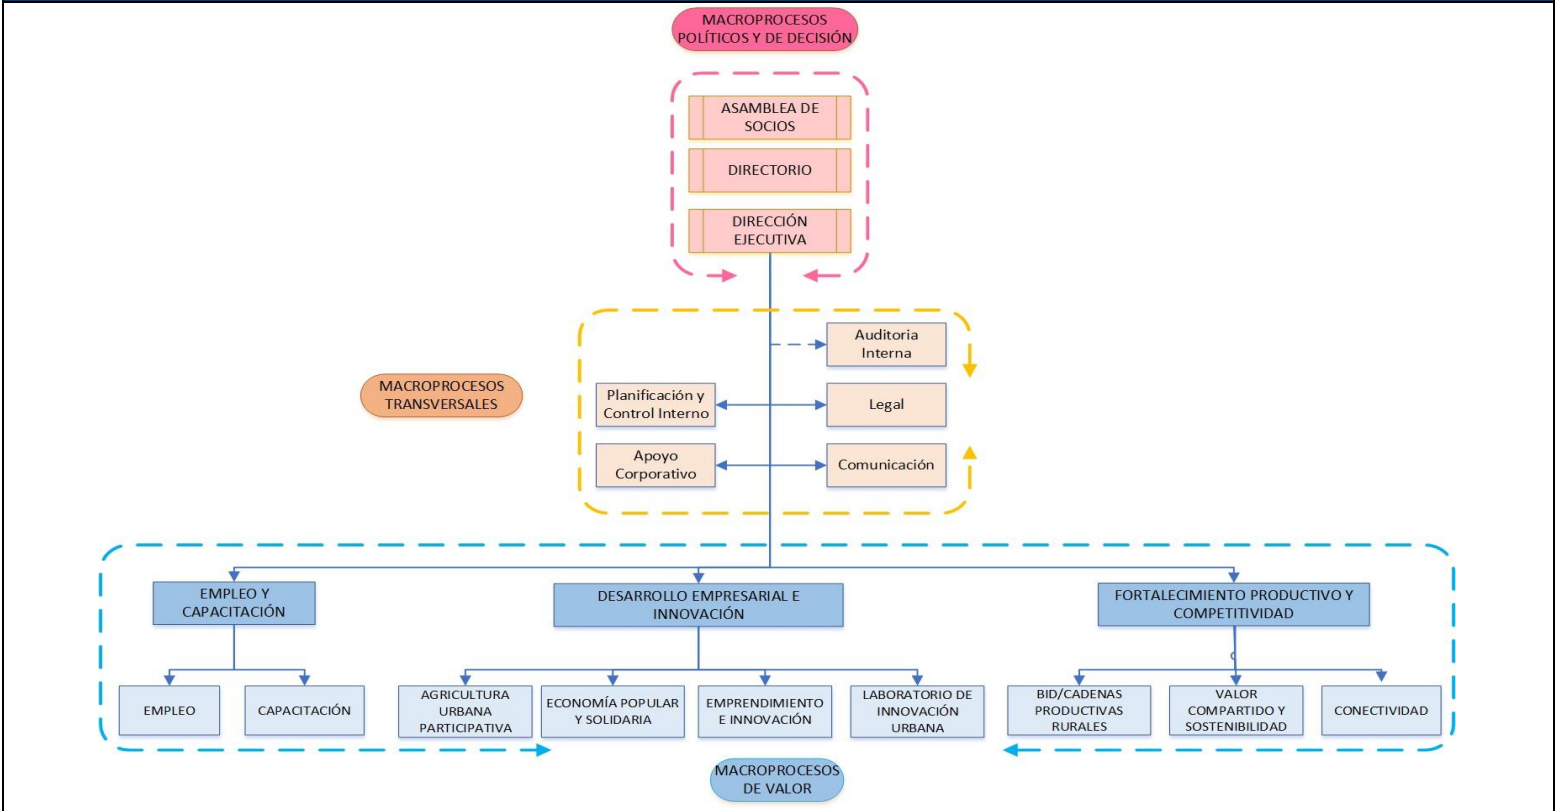 MACROPROCESOS
POLÍTICOS Y DE DECISIÓN
ASAMBLEA DE
SOCIOS
DIRECTORIO
DIRECCIÓN
EJECUTIVA
Auditoria
Interna
MACROPROCESOS
TRANSVERSALES
Planificación y
Control Interno
Legal
Apoyo
Corporativo
Comunicación
EMPLEO Y
CAPACITACIÓN
DESARROLLO EMPRESARIAL E
INNOVACIÓN
FORTALECIMIENTO PRODUCTIVO Y
COMPETITIVIDAD
EMPLEO
CAPACITACIÓN
AGRICULTURA
URBANA
PARTICIPATIVA
ECONOMÍA POPULAR
Y SOLIDARIA
EMPRENDIMIENTO
E INNOVACIÓN
LABORATORIO DE
INNOVACIÓN
URBANA
BID/CADENAS
PRODUCTIVAS
RURALES
VALOR
COMPARTIDO Y
SOSTENIBILIDAD
CONECTIVIDAD
MACROPROCESOS
DE VALOR